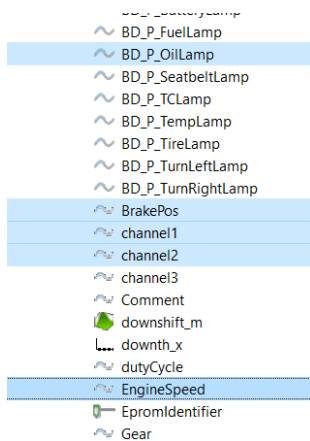 BD_P_BatteryLamp
BD_P_FuelLamp
BD_P_OilLamp
BD_P_SeatbeltLamp
BD_P_TCLamp
BD_P_TempLamp
BD_P_TireLamp
BD_P_TurnLeftLamp
BD_P_TurnRightLamp
BrakePos
channel1
channel2
channel3
Comment
downshift_m
downth_x
dutyCycle
EngineSpeed
EpromIdentifier
Gear